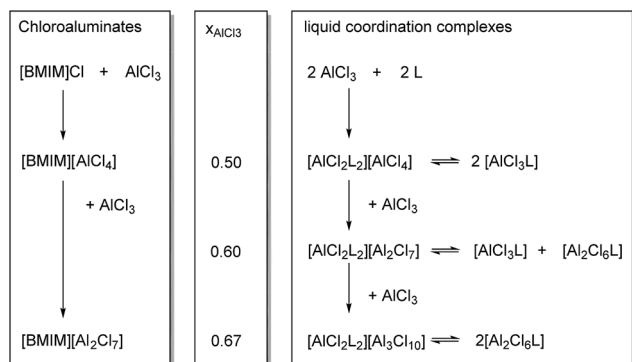 Chloroaluminates
[BMIM]Cl + AlCl3
[BMIM][AlCl4]
+ AlCl3
[BMIM][Al2Cl7]
xAlCl3
0.50
0.60
0.67
liquid coordination complexes
2 AlCl3 + 2 L
[AlCl2L2][AlCl4] ⇌ 2 [AlCl3L]
+ AlCl3
[AlCl2L2][Al2Cl7] ⇌ [AlCl3L] + [Al2Cl6L]
+ AlCl3
[AlCl2L2][Al3Cl10] ⇌ 2[Al2Cl6L]